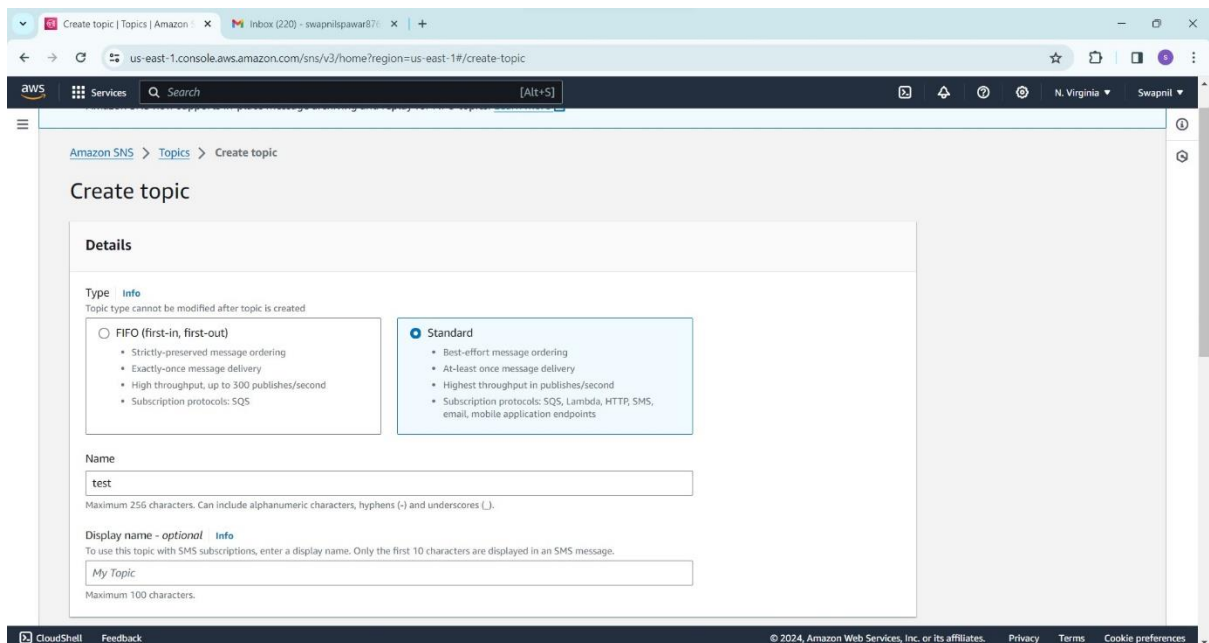 Create topic | Topics | Amazon S
Inbox (220) - swapnilspawar876
us-east-1.console.aws.amazon.com/sns/v3/home?region=us-east-1#/create-topic
S
aws
Services
Search
[Alt+S]
N. Virginia
Swapnil
Amazon SNS > Topics > Create topic
Create topic
Details
Type Info
Topic type cannot be modified after topic is created
FIFO (first-in, first-out)
• Strictly-preserved message ordering
• Exactly-once message delivery
• High throughput, up to 300 publishes/second
• Subscription protocols: SQS
Standard
• Best-effort message ordering
• At-least once message delivery
• Highest throughput in publishes/second
• Subscription protocols: SQS, Lambda, HTTP, SMS,
email, mobile application endpoints
Name
test
Maximum 256 characters. Can include alphanumeric characters, hyphens (-) and underscores (_).
Display name - optional Info
To use this topic with SMS subscriptions, enter a display name. Only the first 10 characters are displayed in an SMS message.
My Topic
Maximum 100 characters.
CloudShell Feedback
© 2024, Amazon Web Services, Inc. or its affiliates. Privacy Terms Cookie preferences